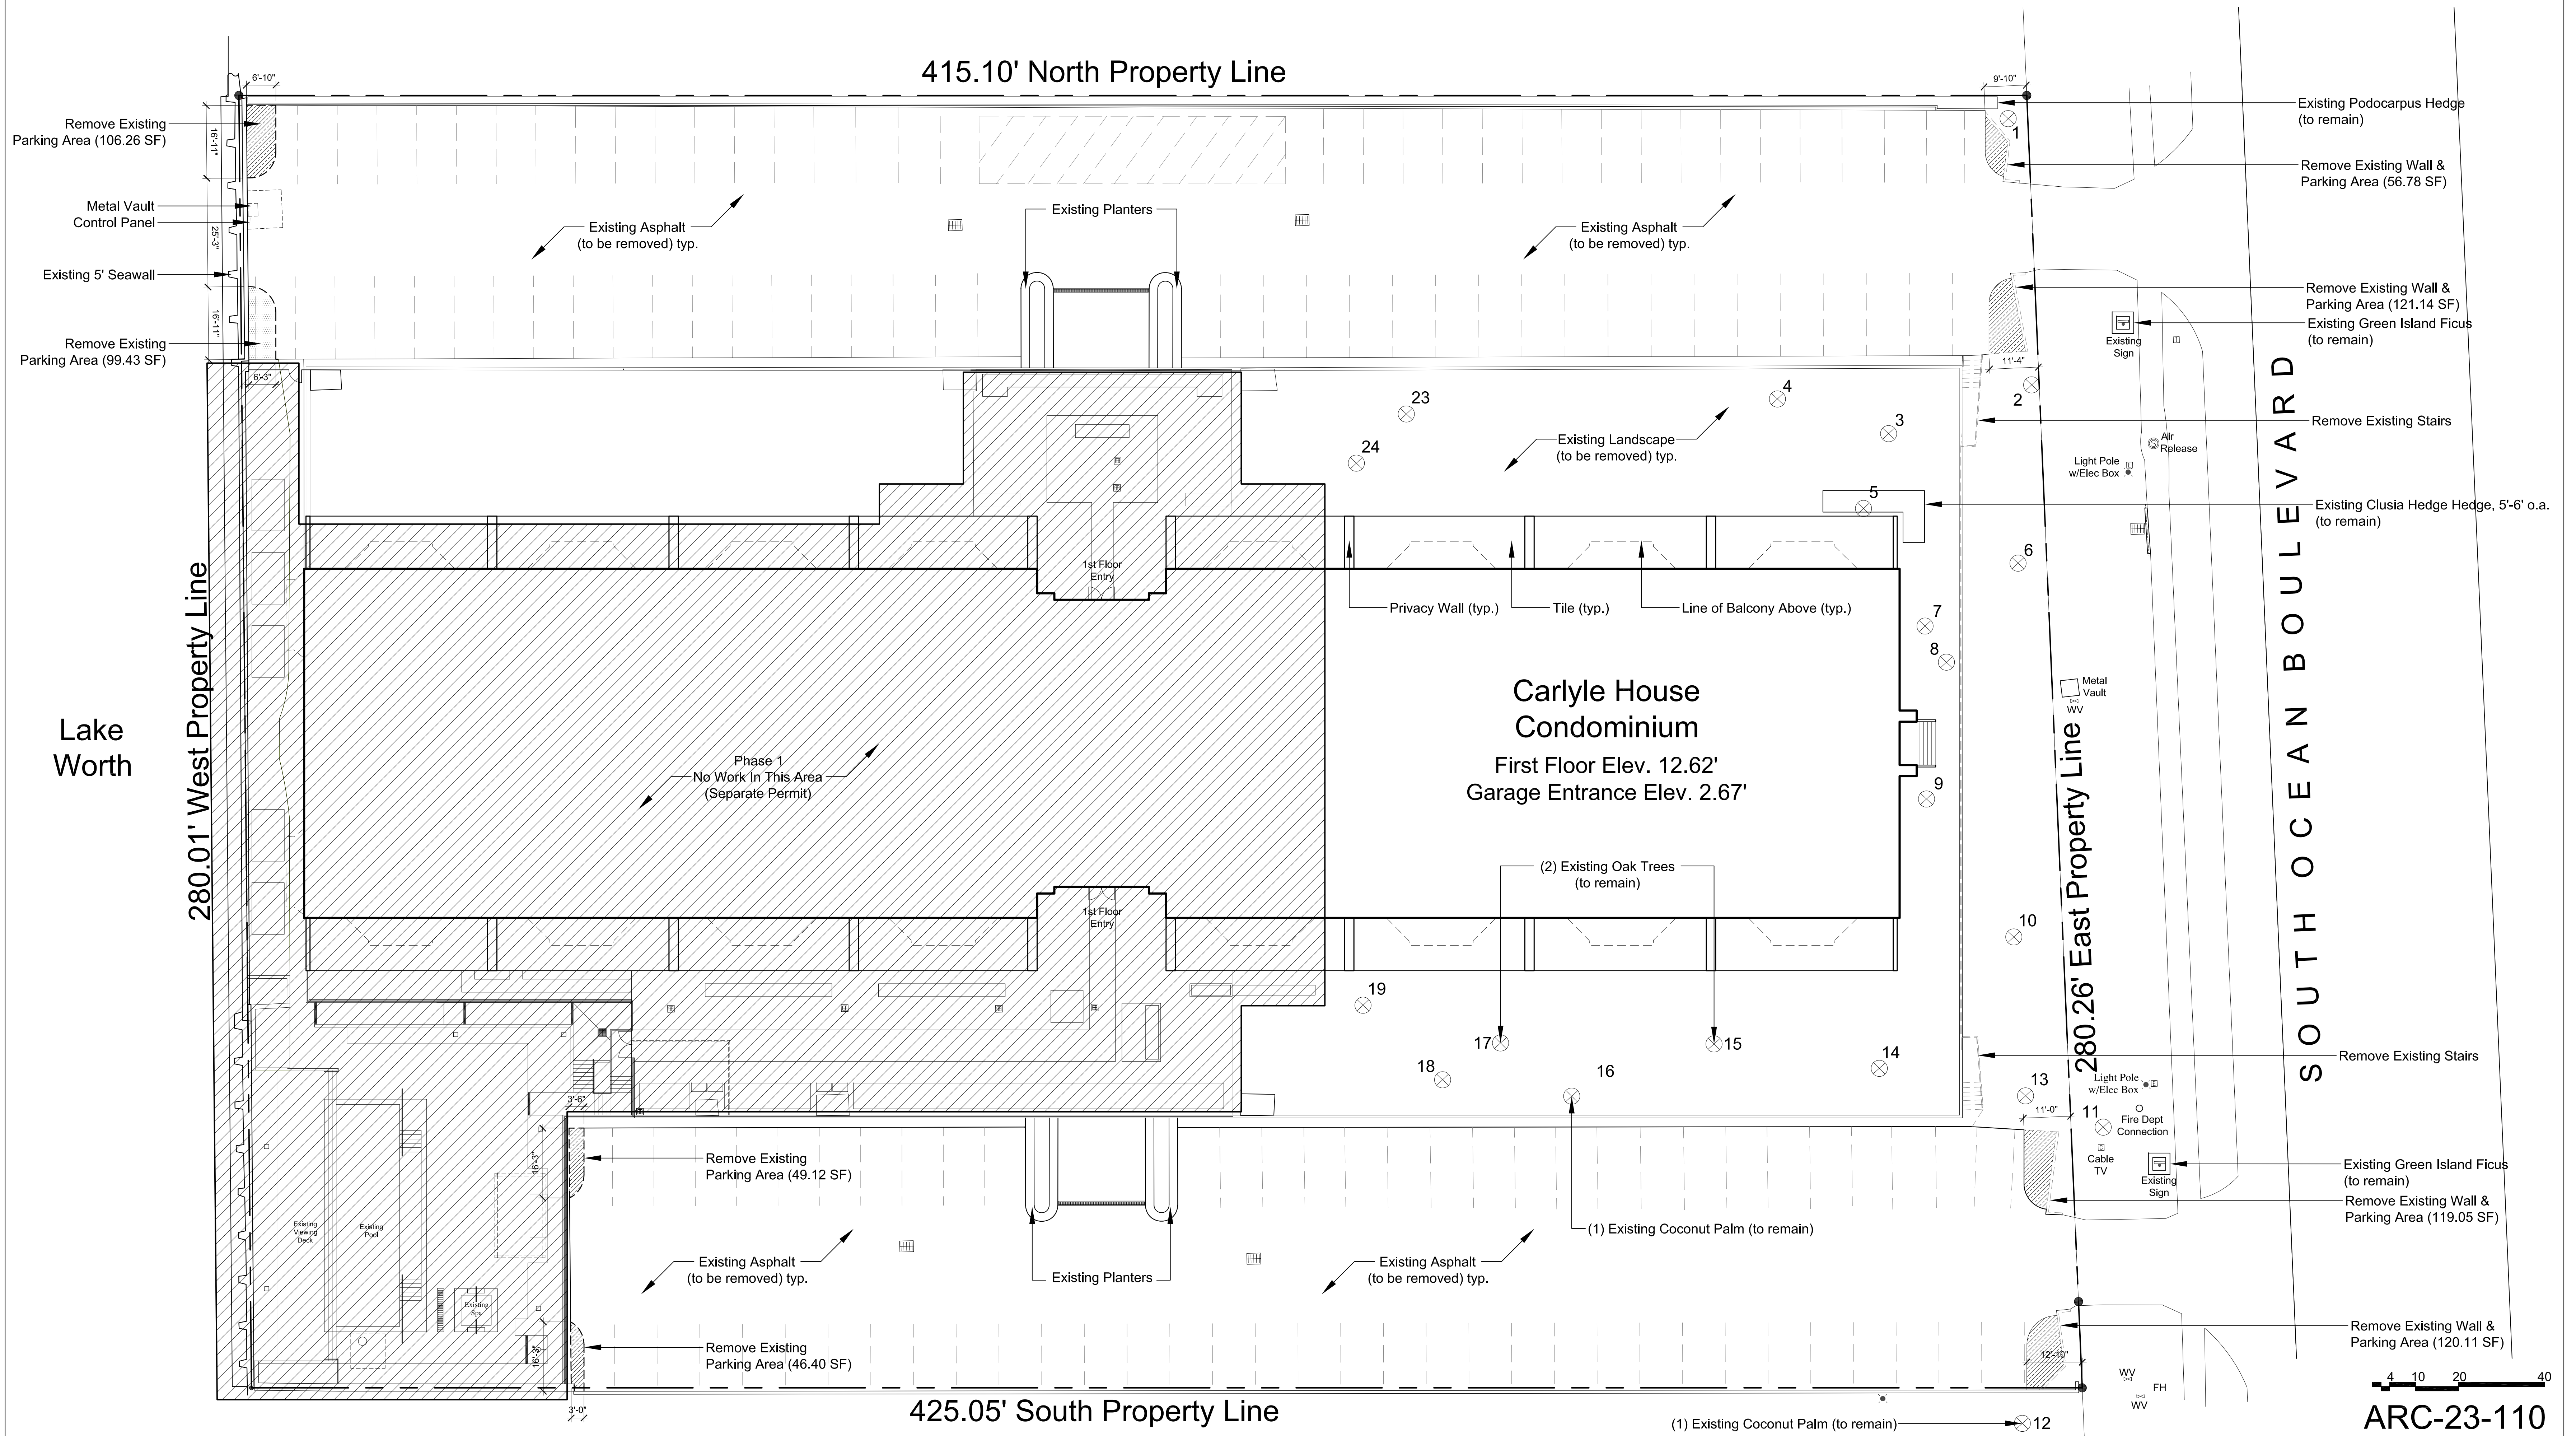 415.10' North Property Line
6'-10"
9'-10"
Remove Existing
Parking Area (106.26 SF)
16'-11"
Metal Vault
Control Panel
25'-3"
Existing 5' Seawall
16'-11"
Remove Existing
Parking Area (99.43 SF)
6'-3"
Existing Asphalt
(to be removed) typ.
Existing Planters
Existing Asphalt
(to be removed) typ.
Existing Podocarpus Hedge
(to remain)
1
Remove Existing Wall &
Parking Area (56.78 SF)
Remove Existing Wall &
Parking Area (121.14 SF)
Existing Green Island Ficus
(to remain)
Existing
Sign
11'-4"
2
Remove Existing Stairs
23
24
4
3
Existing Landscape
(to be removed) typ.
Air
Release
Light Pole
w/Elec Box
5
Existing Clusia Hedge Hedge, 5'-6' o.a.
(to remain)
6
1st Floor
Entry
Privacy Wall (typ.)
Tile (typ.)
Line of Balcony Above (typ.)
7
8
Metal
Vault
WV
Lake
Worth
280.01' West Property Line
Phase 1
No Work In This Area
(Separate Permit)
Carlyle House
Condominium
First Floor Elev. 12.62'
Garage Entrance Elev. 2.67'
9
280.26' East Property Line
SOUTH OCEAN BOULEVARD
(2) Existing Oak Trees
(to remain)
1st Floor
Entry
10
19
17
15
18
16
14
13
Remove Existing Stairs
Light Pole
w/Elec Box
11'-0"
11
Fire Dept
Connection
Cable
TV
Existing
Sign
Existing Green Island Ficus
(to remain)
Remove Existing Wall &
Parking Area (119.05 SF)
3'-6"
16'-3"
Remove Existing
Parking Area (49.12 SF)
Existing
Viewing
Deck
Existing
Pool
Existing
Spa
Existing Asphalt
(to be removed) typ.
Existing Planters
Existing Asphalt
(to be removed) typ.
(1) Existing Coconut Palm (to remain)
16'-3"
Remove Existing
Parking Area (46.40 SF)
3'-0"
Remove Existing Wall &
Parking Area (120.11 SF)
12'-10"
WV
FH
WV
4 10 20 40
425.05' South Property Line
(1) Existing Coconut Palm (to remain)
12
ARC-23-110